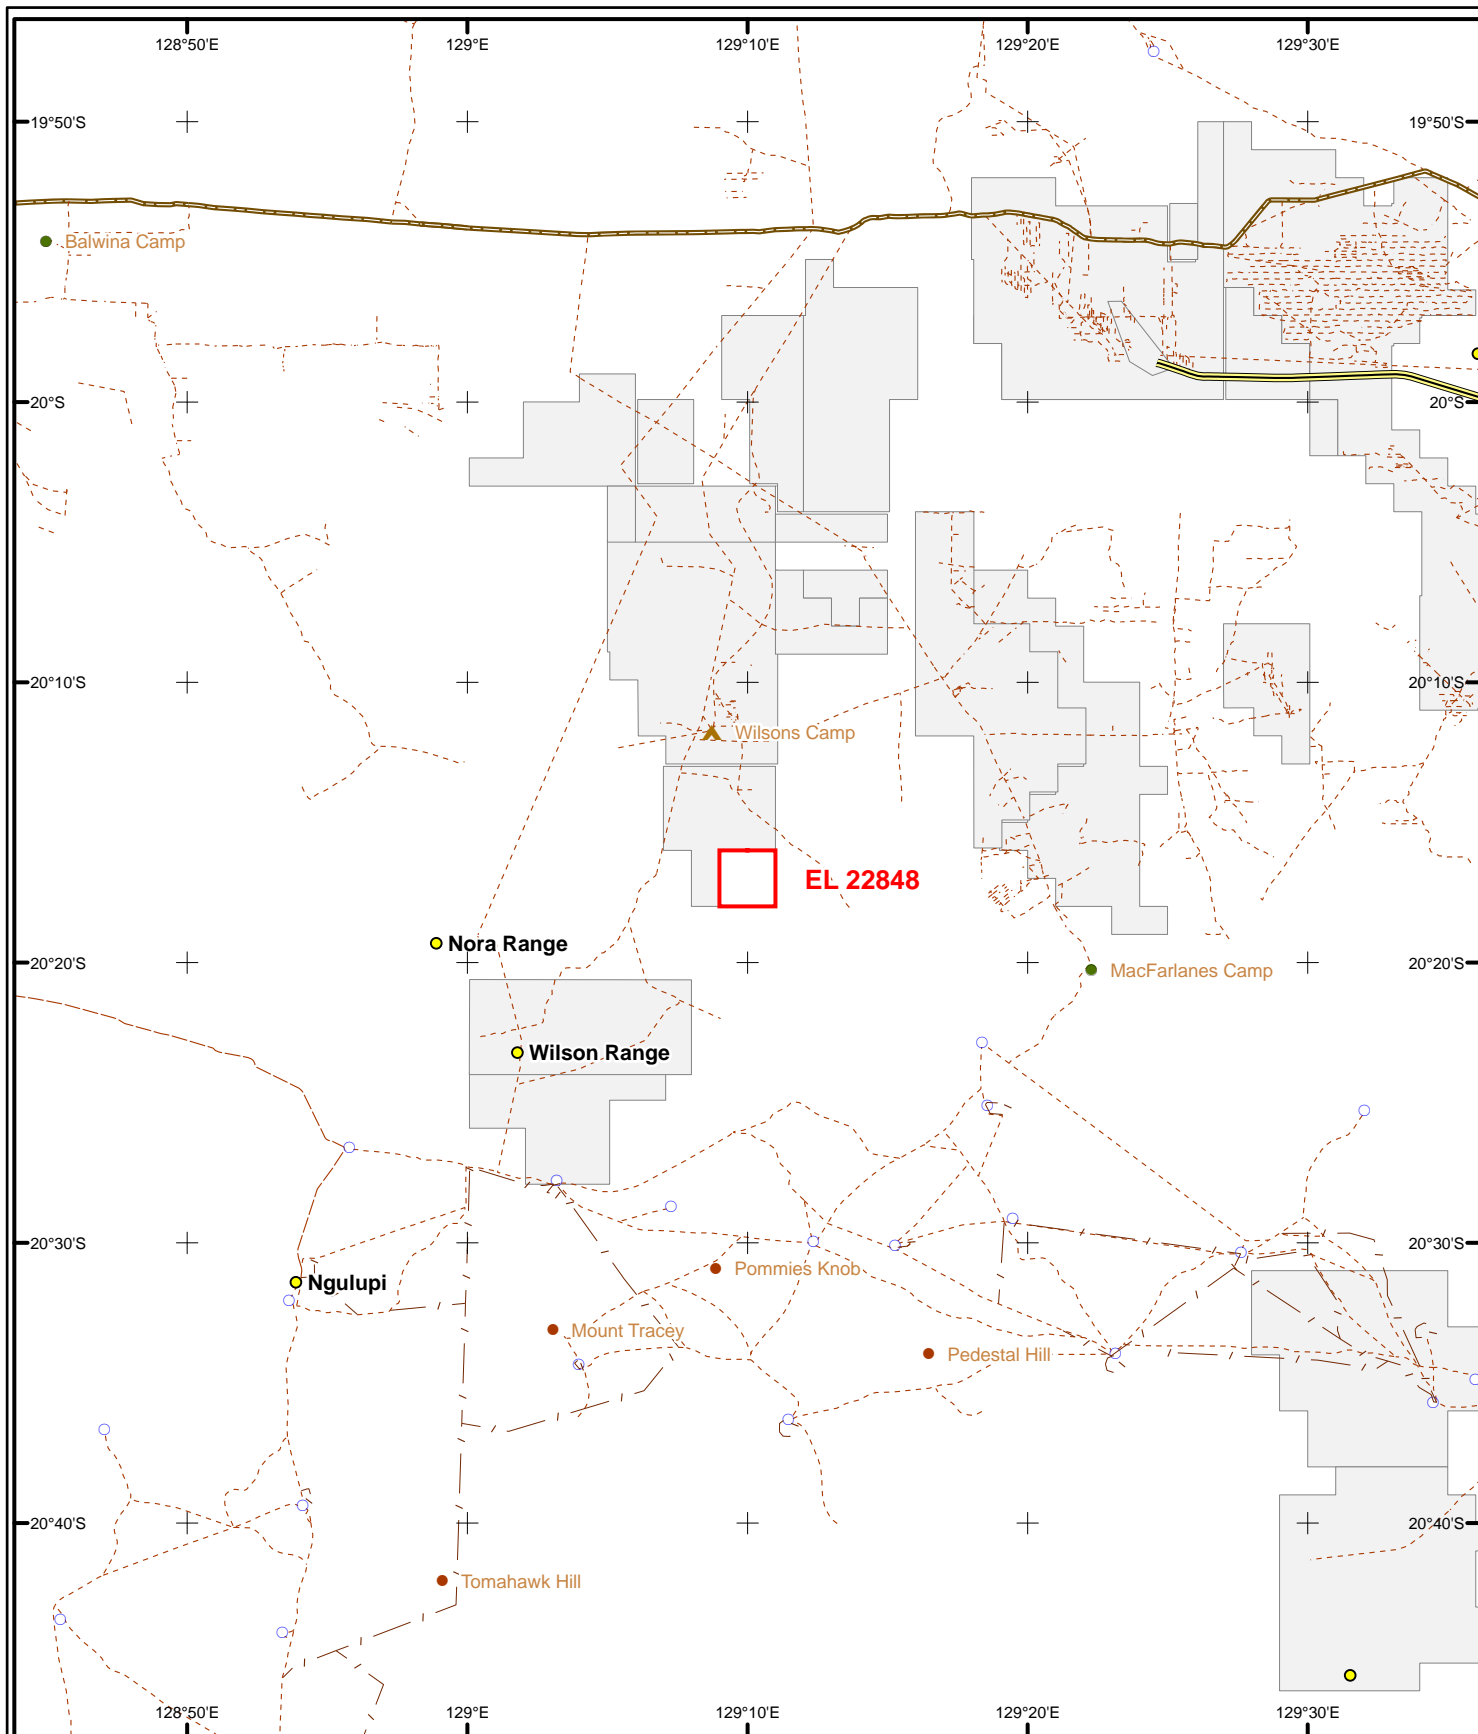 128°50'E 129°E 129°10'E 129°20'E 129°30'E
19°50'S 19°50'S
Balwina Camp
20°S 20°S
20°10'S 20°10'S
Wilsons Camp
EL 22848
Nora Range
20°20'S 20°20'S
MacFarlanes Camp
Wilson Range
20°30'S 20°30'S
Pommies Knob
Ngulupi
Mount Tracey
Pedestal Hill
20°40'S 20°40'S
Tomahawk Hill
128°50'E 129°E 129°10'E 129°20'E 129°30'E